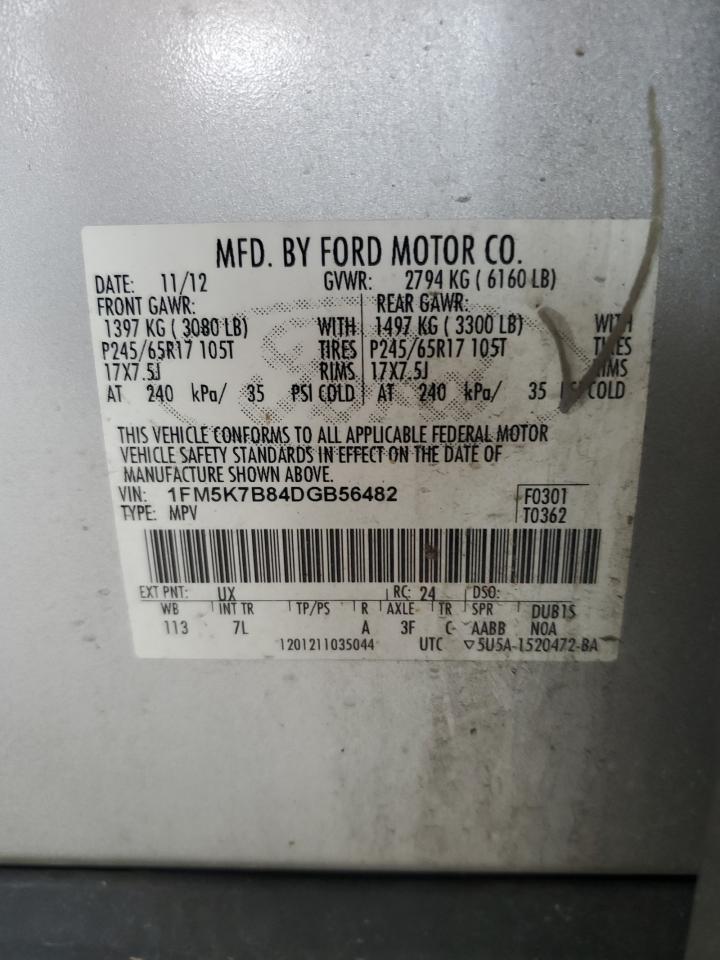 MFD. BY FORD MOTOR CO.
DATE: 11/12 GVWR: 2794 KG ( 6160 LB)
FRONT GAWR: REAR GAWR:
1397 KG ( 3080 LB) WITH 1497 KG ( 3300 LB) WITH
P245/65R17 105T TIRES P245/65R17 105T TIRES
17X7.5J RIMS 17X7.5J RIMS
AT 240 kPa/ 35 PSI COLD AT 240 kPa/ 35 PSI COLD
THIS VEHICLE CONFORMS TO ALL APPLICABLE FEDERAL MOTOR
VEHICLE SAFETY STANDARDS IN EFFECT ON THE DATE OF
MANUFACTURE SHOWN ABOVE.
VIN: 1FM5K7B84DGB56482 F0301
TYPE: MPV T0362
EXT PNT: UX RC: 24 DSO:
WB INT TR TP/PS R AXLE TR SPR DUB1S
113 7L A 3F C AABB N0A
1201211035044 UTC ▽5U5A-1520472-BA